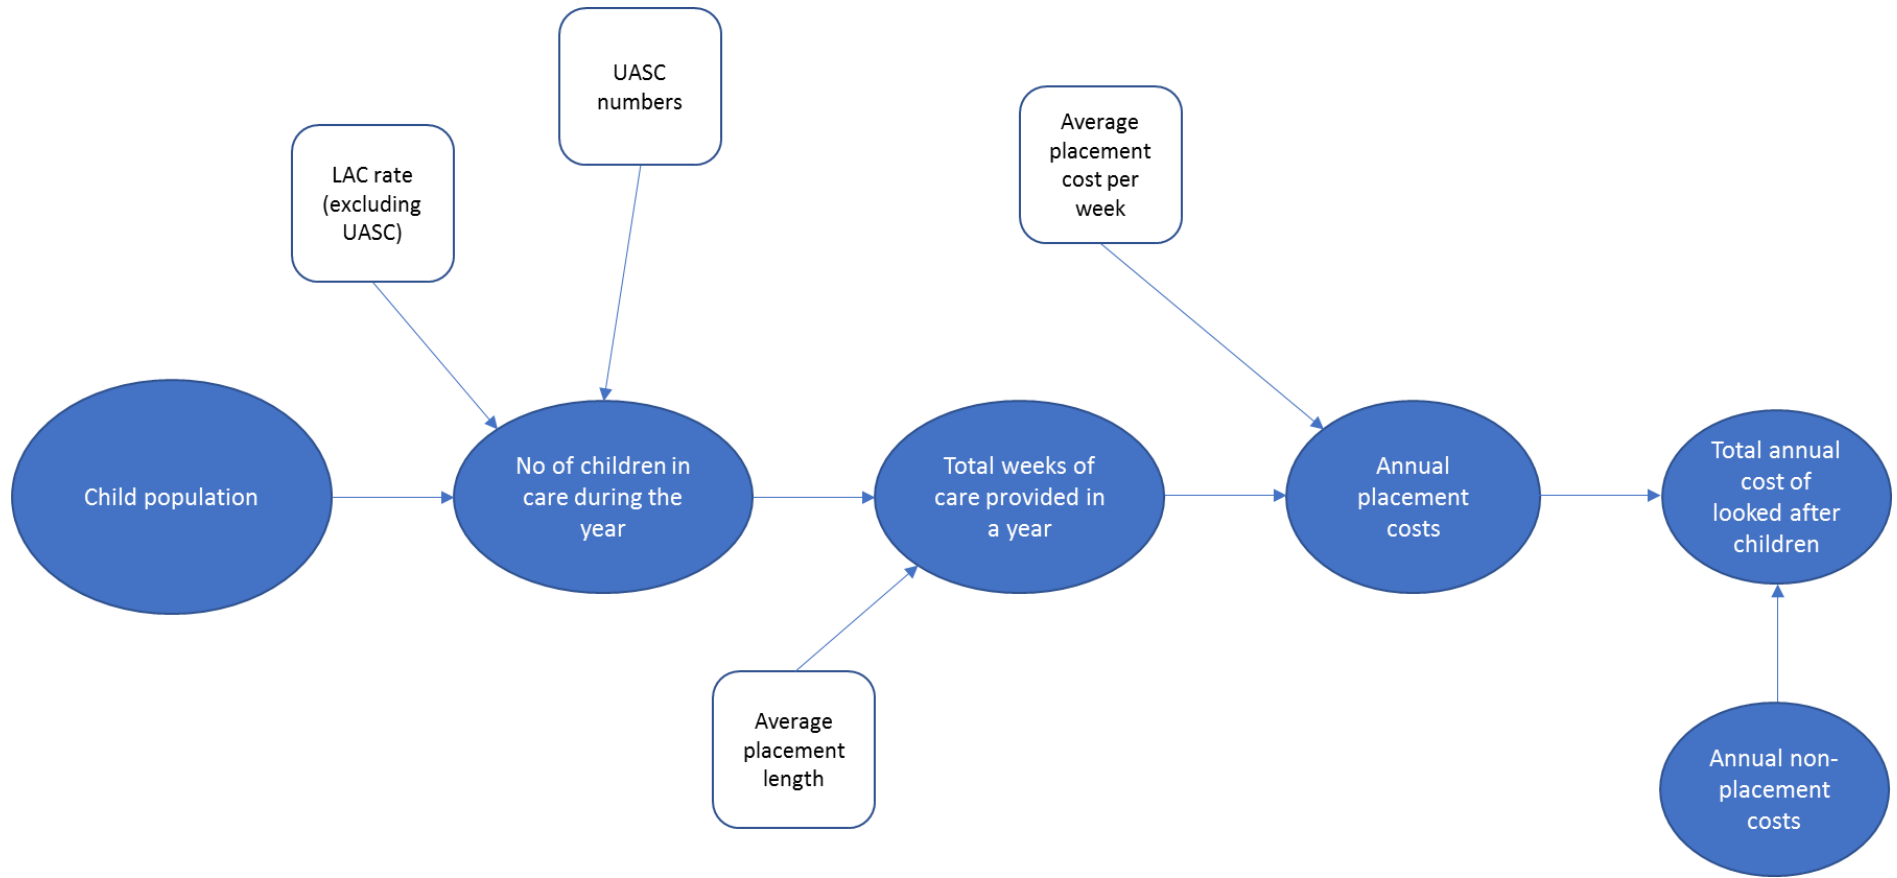 UASC
numbers
Average
placement
cost per
week
LAC rate
(excluding
UASC)
Child population
No of children in
care during the
year
Total weeks of
care provided in
a year
Annual
placement
costs
Total annual
cost of
looked after
children
Average
placement
length
Annual non-
placement
costs